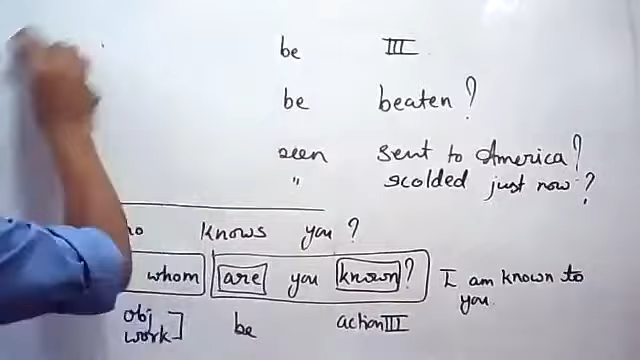 be III
be beaten?
seen sent to America?
" scolded just now?
knows you?
whom are you known? I am known to you.
obj work] be action III